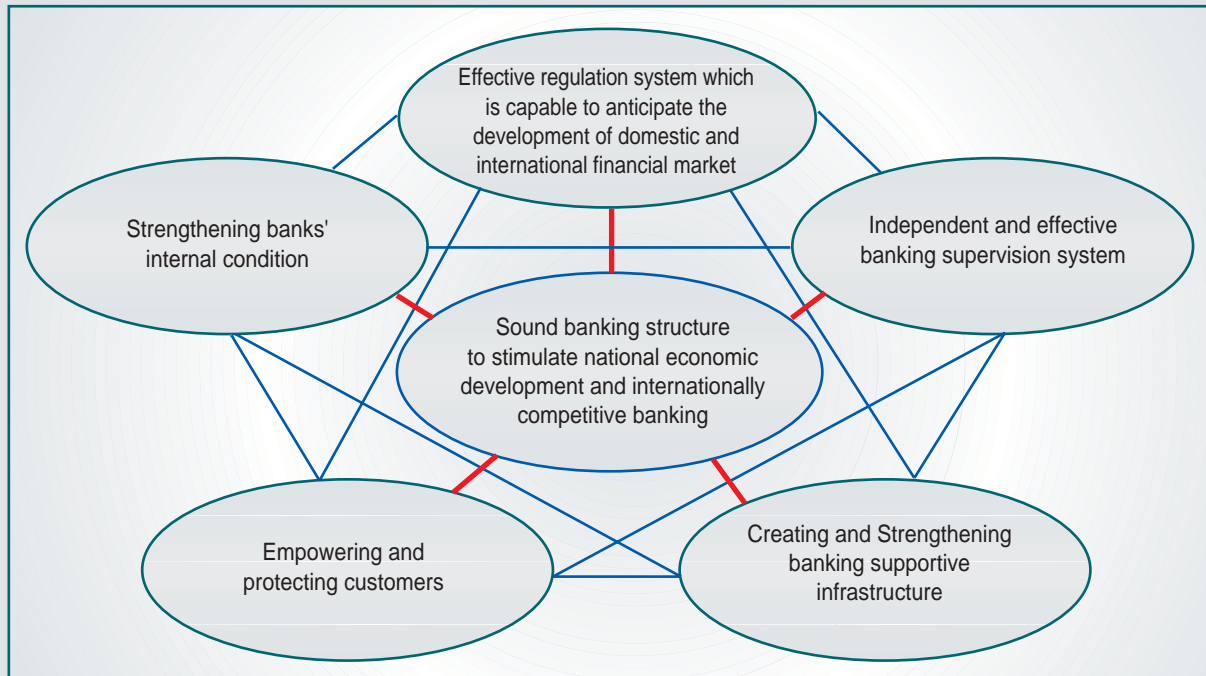 Effective regulation system which
is capable to anticipate the
development of domestic and
international financial market
Strengthening banks'
internal condition
Independent and effective
banking supervision system
Sound banking structure
to stimulate national economic
development and internationally
competitive banking
Empowering and
protecting customers
Creating and Strengthening
banking supportive
infrastructure